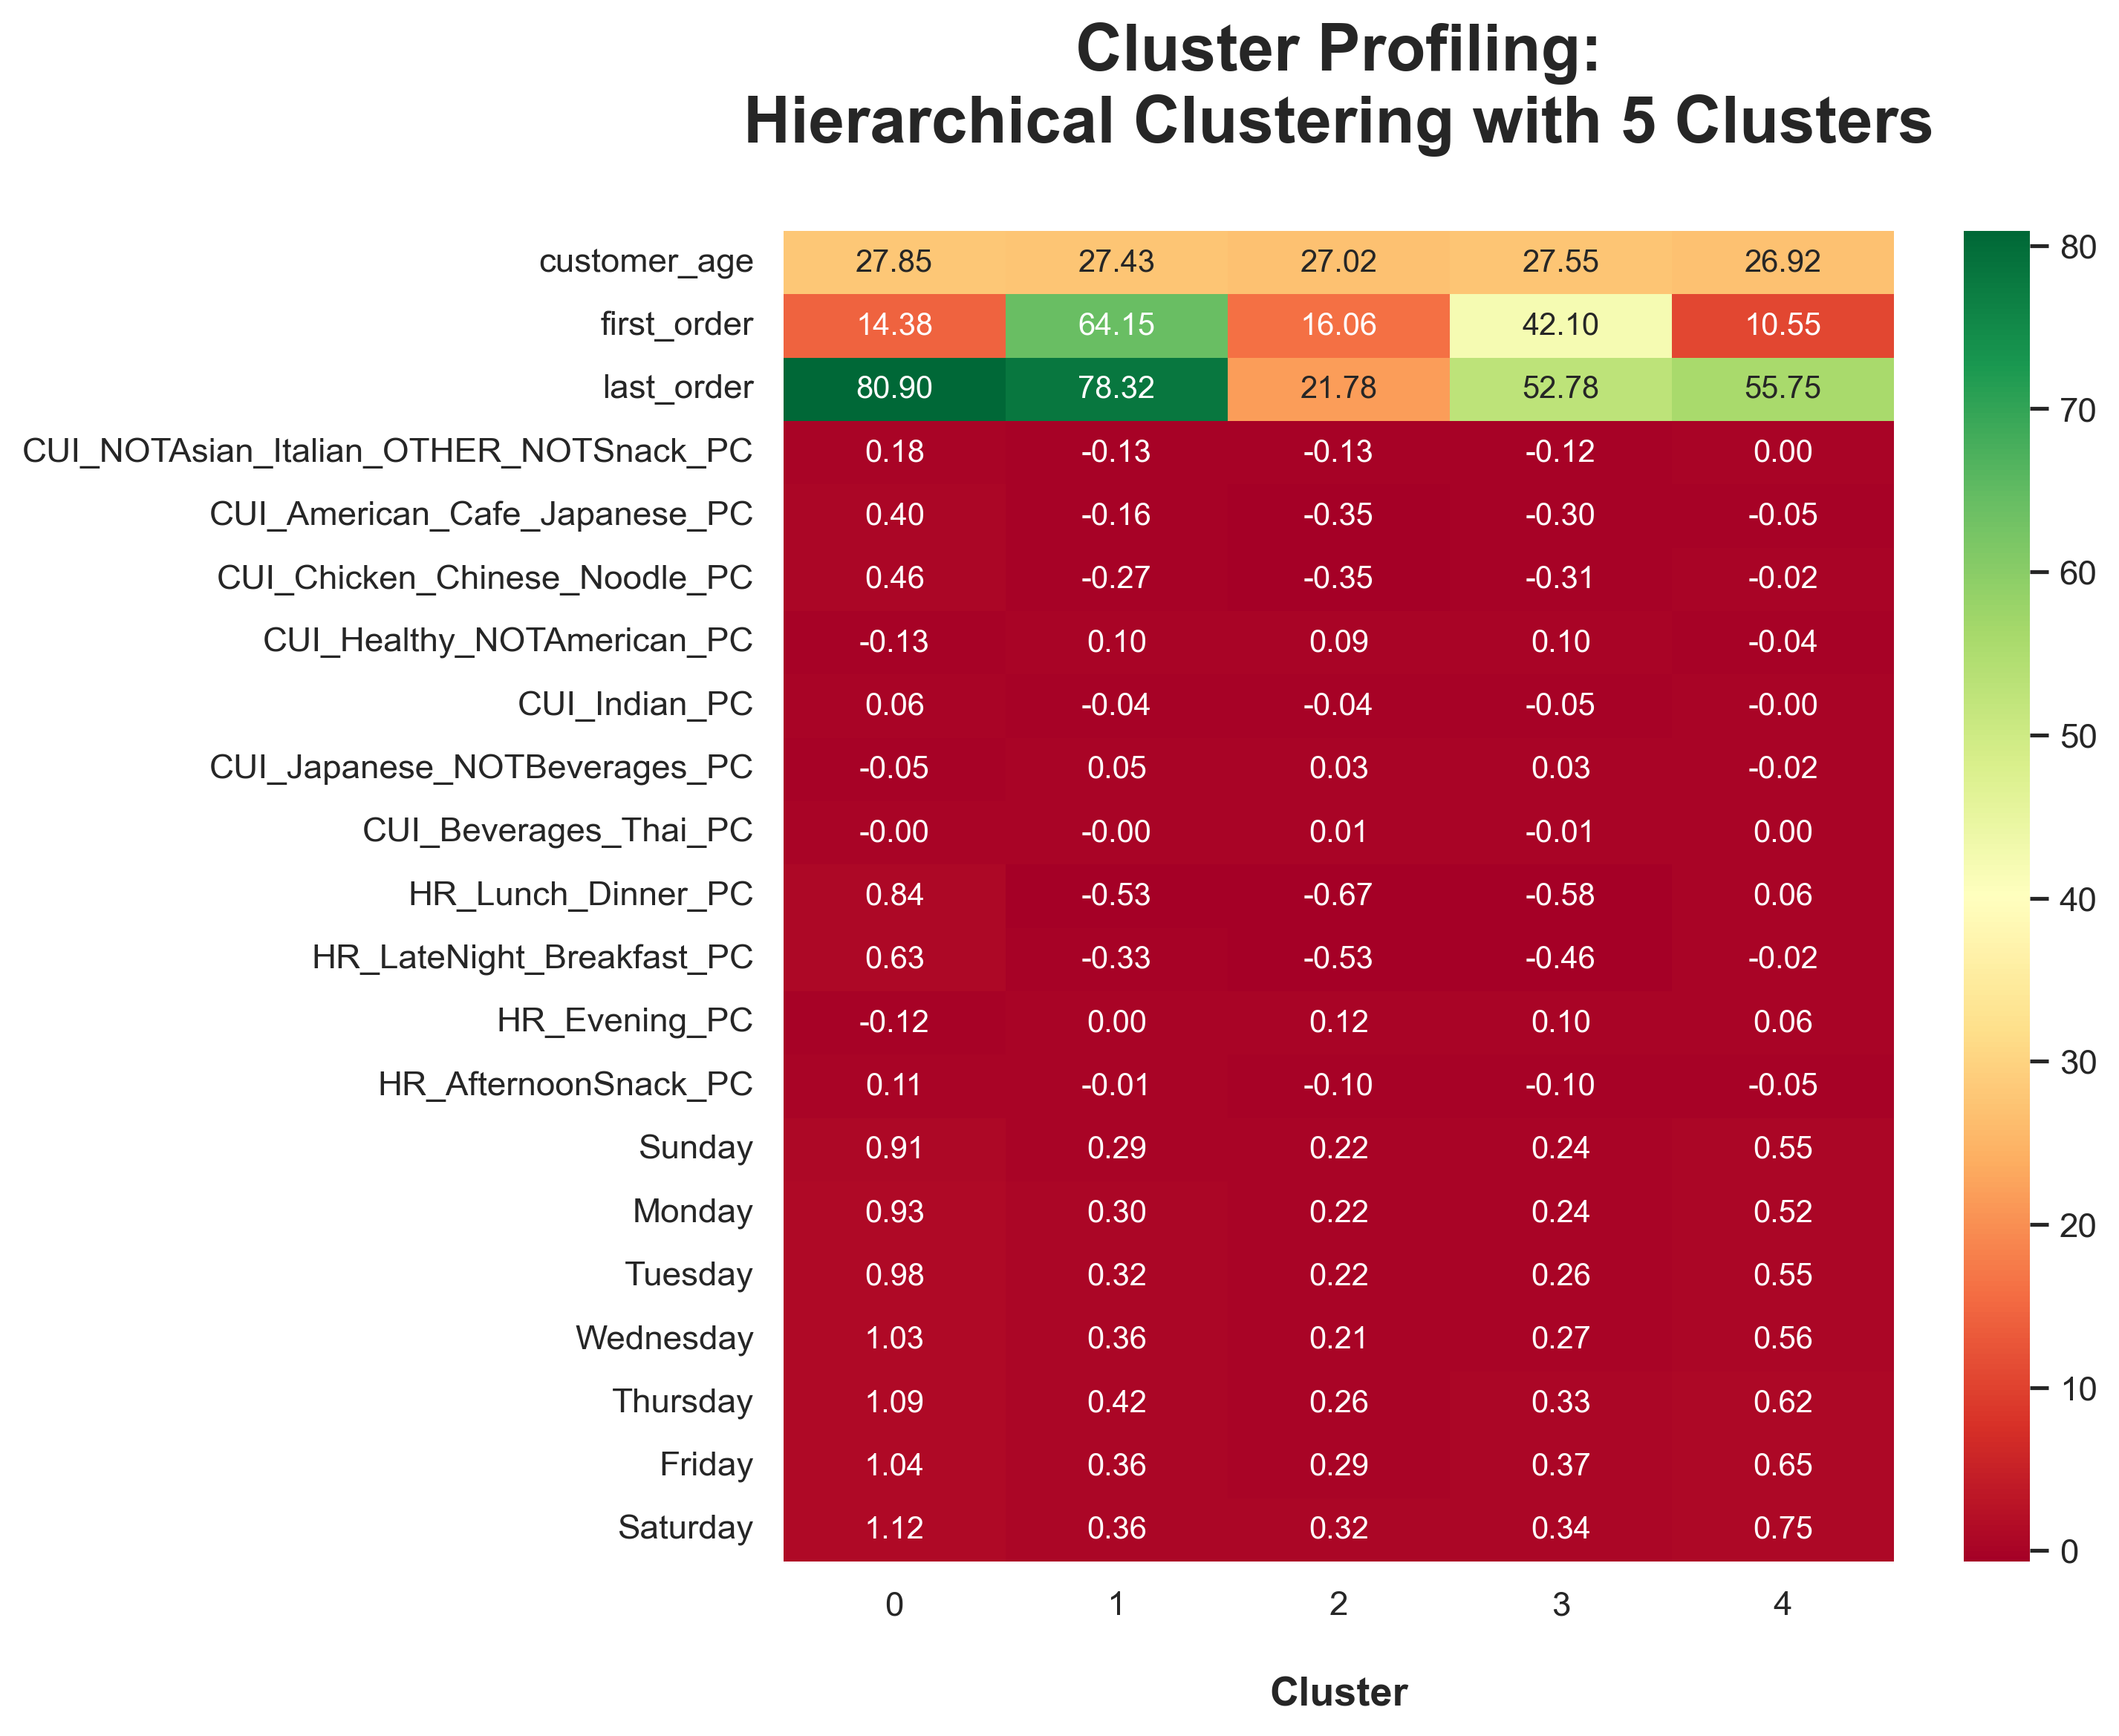 Cluster Profiling:
Hierarchical Clustering with 5 Clusters
customer_age 27.85 27.43 27.02 27.55 26.92
first_order 14.38 64.15 16.06 42.10 10.55
last_order 80.90 78.32 21.78 52.78 55.75
CUI_NOTAsian_Italian_OTHER_NOTSnack_PC 0.18 -0.13 -0.13 -0.12 0.00
CUI_American_Cafe_Japanese_PC 0.40 -0.16 -0.35 -0.30 -0.05
CUI_Chicken_Chinese_Noodle_PC 0.46 -0.27 -0.35 -0.31 -0.02
CUI_Healthy_NOTAmerican_PC -0.13 0.10 0.09 0.10 -0.04
CUI_Indian_PC 0.06 -0.04 -0.04 -0.05 -0.00
CUI_Japanese_NOTBeverages_PC -0.05 0.05 0.03 0.03 -0.02
CUI_Beverages_Thai_PC -0.00 -0.00 0.01 -0.01 0.00
HR_Lunch_Dinner_PC 0.84 -0.53 -0.67 -0.58 0.06
HR_LateNight_Breakfast_PC 0.63 -0.33 -0.53 -0.46 -0.02
HR_Evening_PC -0.12 0.00 0.12 0.10 0.06
HR_AfternoonSnack_PC 0.11 -0.01 -0.10 -0.10 -0.05
Sunday 0.91 0.29 0.22 0.24 0.55
Monday 0.93 0.30 0.22 0.24 0.52
Tuesday 0.98 0.32 0.22 0.26 0.55
Wednesday 1.03 0.36 0.21 0.27 0.56
Thursday 1.09 0.42 0.26 0.33 0.62
Friday 1.04 0.36 0.29 0.37 0.65
Saturday 1.12 0.36 0.32 0.34 0.75
0 1 2 3 4
Cluster
80
70
60
50
40
30
20
10
0